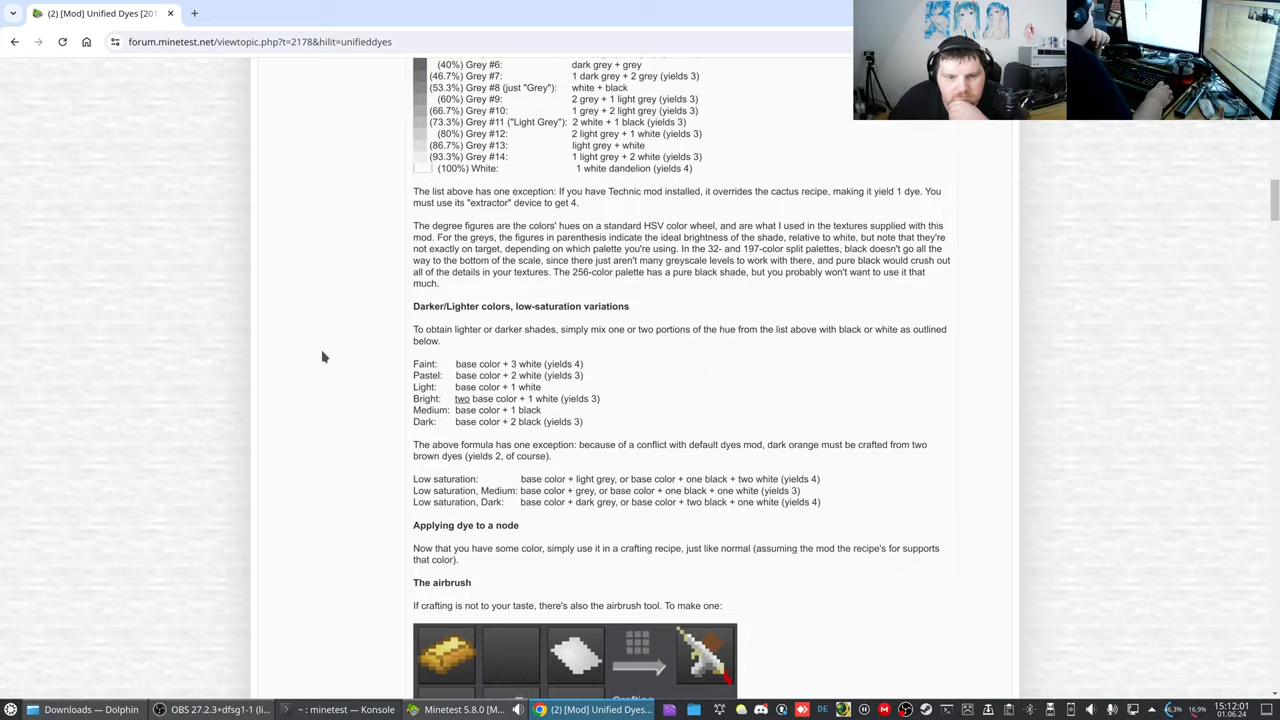 (2) [Mod] Unified Dyes [201
forum.minetest.net/viewtopic.php?t=2178&hilit=unifieddyes
(40%) Grey #6: dark grey + grey
(46.7%) Grey #7: 1 dark grey + 2 grey (yields 3)
(53.3%) Grey #8 (just "Grey"): white + black
(60%) Grey #9: 2 grey + 1 light grey (yields 3)
(66.7%) Grey #10: 1 grey + 2 light grey (yields 3)
(73.3%) Grey #11 ("Light Grey"): 2 white + 1 black (yields 3)
(80%) Grey #12: 2 light grey + 1 white (yields 3)
(86.7%) Grey #13: light grey + white
(93.3%) Grey #14: 1 light grey + 2 white (yields 3)
(100%) White: 1 white dandelion (yields 4)
The list above has one exception: If you have Technic mod installed, it overrides the cactus recipe, making it yield 1 dye. You
must use its "extractor" device to get 4.
The degree figures are the colors' hues on a standard HSV color wheel, and are what I used in the textures supplied with this
mod. For the greys, the figures in parenthesis indicate the ideal brightness of the shade, relative to white, but note that they're
not exactly on target, depending on which palette you're using. In the 32- and 197-color split palettes, black doesn't go all the
way to the bottom of the scale, since there just aren't many greyscale levels to work with there, and pure black would crush out
all of the details in your textures. The 256-color palette has a pure black shade, but you probably won't want to use it that
much.
Darker/Lighter colors, low-saturation variations
To obtain lighter or darker shades, simply mix one or two portions of the hue from the list above with black or white as outlined
below.
Faint: base color + 3 white (yields 4)
Pastel: base color + 2 white (yields 3)
Light: base color + 1 white
Bright: two base color + 1 white (yields 3)
Medium: base color + 1 black
Dark: base color + 2 black (yields 3)
The above formula has one exception: because of a conflict with default dyes mod, dark orange must be crafted from two
brown dyes (yields 2, of course).
Low saturation: base color + light grey, or base color + one black + two white (yields 4)
Low saturation, Medium: base color + grey, or base color + one black + one white (yields 3)
Low saturation, Dark: base color + dark grey, or base color + two black + one white (yields 4)
Applying dye to a node
Now that you have some color, simply use it in a crafting recipe, just like normal (assuming the mod the recipe's for supports
that color).
The airbrush
If crafting is not to your taste, there's also the airbrush tool. To make one:
Downloads — Dolphin
OBS 27.2.3+dfsg1-1 (li...
~ : minetest — Konsole
Minetest 5.8.0 [M...
(2) [Mod] Unified Dyes...
DE
46,3%
16,9%
15:12:01
01.06.24